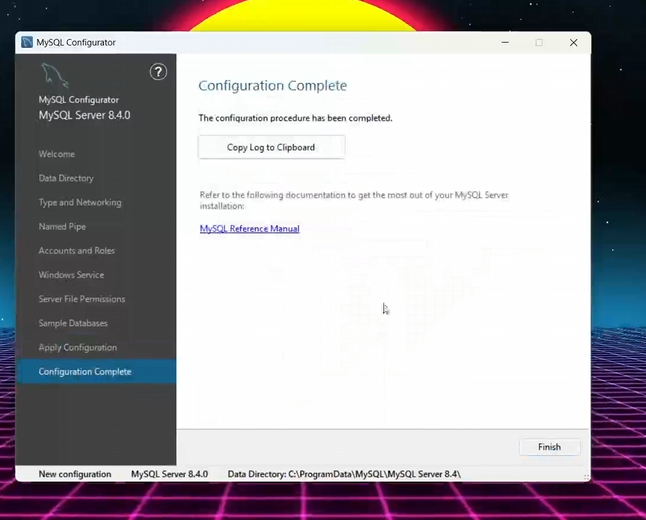 MySQL Configurator
?
MySQL Configurator
MySQL Server 8.4.0
Welcome
Data Directory
Type and Networking
Named Pipe
Accounts and Roles
Windows Service
Server File Permissions
Sample Databases
Apply Configuration
Configuration Complete
Configuration Complete
The configuration procedure has been completed.
Copy Log to Clipboard
Refer to the following documentation to get the most out of your MySQL Server
installation:
MySQL Reference Manual
Finish
New configuration MySQL Server 8.4.0 Data Directory: C:\ProgramData\MySQL\MySQL Server 8.4\